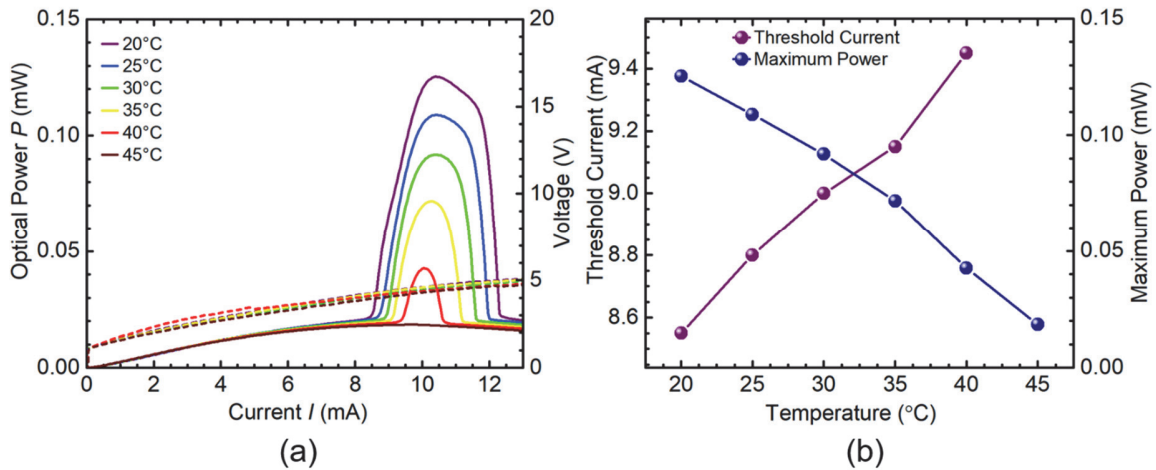 0.15
0.10
0.05
0.00
Optical Power P (mW)
20°C
25°C
30°C
35°C
40°C
45°C
20
15
10
5
0
Voltage (V)
0 2 4 6 8 10 12
Current I (mA)
(a)
9.4
9.2
9.0
8.8
8.6
Threshold Current (mA)
Threshold Current
Maximum Power
0.15
0.10
0.05
0.00
Maximum Power (mW)
20 25 30 35 40 45
Temperature (°C)
(b)